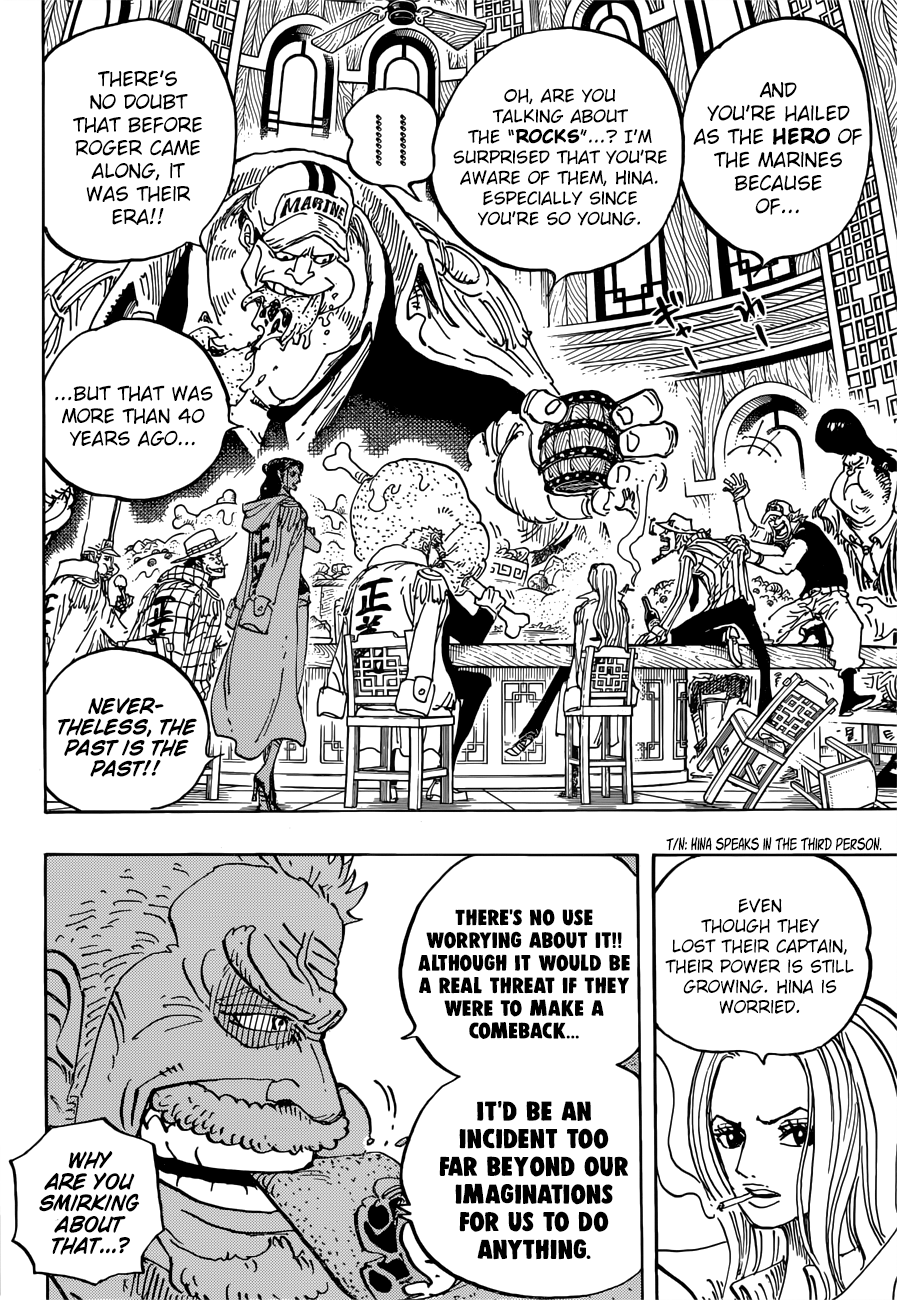 AND
YOU'RE HAILED
AS THE HERO OF
THE MARINES
BECAUSE
OF...
OH, ARE YOU
TALKING ABOUT
THE "ROCKS"...? I'M
SURPRISED THAT YOU'RE
AWARE OF THEM, HINA.
ESPECIALLY SINCE
YOU'RE SO YOUNG.
THERE'S
NO DOUBT
THAT BEFORE
ROGER CAME
ALONG, IT
WAS THEIR
ERA!!
MARINE
ギャー
...BUT THAT WAS
MORE THAN 40
YEARS AGO...
正
正
NEVER-
THELESS, THE
PAST IS THE
PAST!!
T/N: HINA SPEAKS IN THE THIRD PERSON.
EVEN
THOUGH THEY
LOST THEIR CAPTAIN,
THEIR POWER IS STILL
GROWING. HINA IS
WORRIED.
THERE'S NO USE
WORRYING ABOUT IT!!
ALTHOUGH IT WOULD BE
A REAL THREAT IF THEY
WERE TO MAKE A
COMEBACK...
IT'D BE AN
INCIDENT TOO
FAR BEYOND OUR
IMAGINATIONS
FOR US TO DO
ANYTHING.
WHY
ARE YOU
SMIRKING
ABOUT
THAT...?